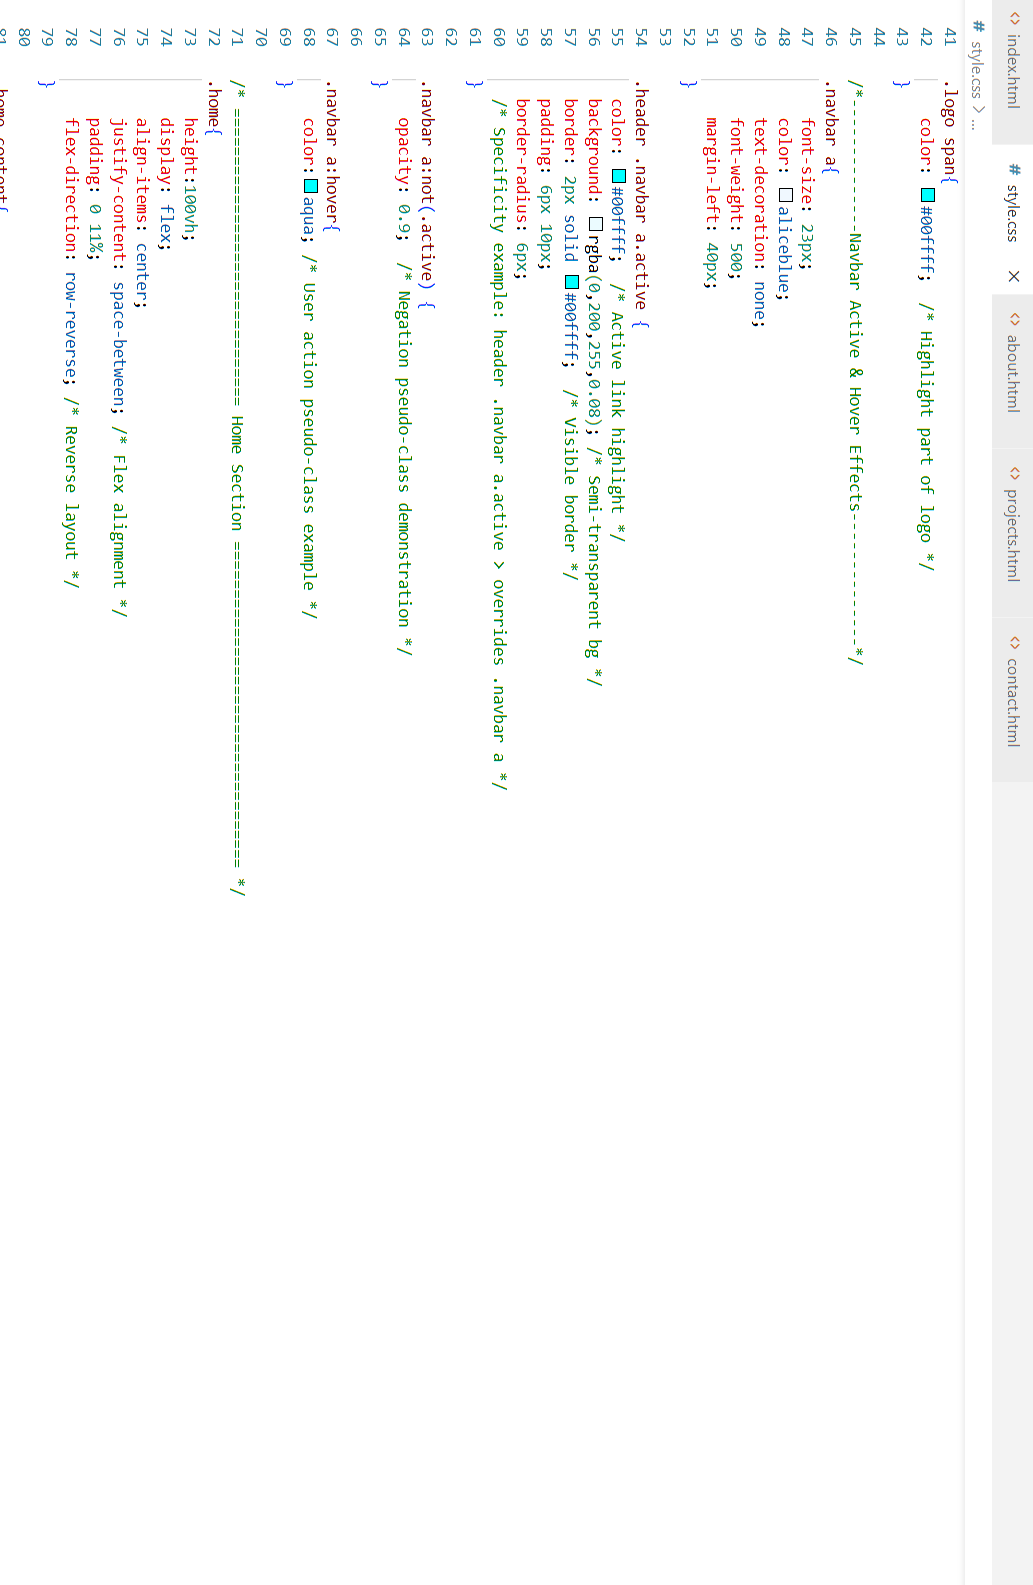 index.html
style.css
about.html
projects.html
contact.html
style.css > ...
41 .logo span{
42 color: #00ffff; /* Highlight part of logo */
43 }
44
45 /*-------------Navbar Active & Hover Effects-------------*/
46 .navbar a{
47 font-size: 23px;
48 color: aliceblue;
49 text-decoration: none;
50 font-weight: 500;
51 margin-left: 40px;
52 }
53
54 .header .navbar a.active {
55 color: #00ffff; /* Active link highlight */
56 background: rgba(0,200,255,0.08); /* Semi-transparent bg */
57 border: 2px solid #00ffff; /* Visible border */
58 padding: 6px 10px;
59 border-radius: 6px;
60 /* Specificity example: header .navbar a.active > overrides .navbar a */
61 }
62
63 .navbar a:not(.active) {
64 opacity: 0.9; /* Negation pseudo-class demonstration */
65 }
66
67 .navbar a:hover{
68 color: aqua; /* User action pseudo-class example */
69 }
70
71 /* ============================== Home Section ================================= */
72 .home{
73 height:100vh;
74 display: flex;
75 align-items: center;
76 justify-content: space-between; /* Flex alignment */
77 padding: 0 11%;
78 flex-direction: row-reverse; /* Reverse layout */
79 }
80
81